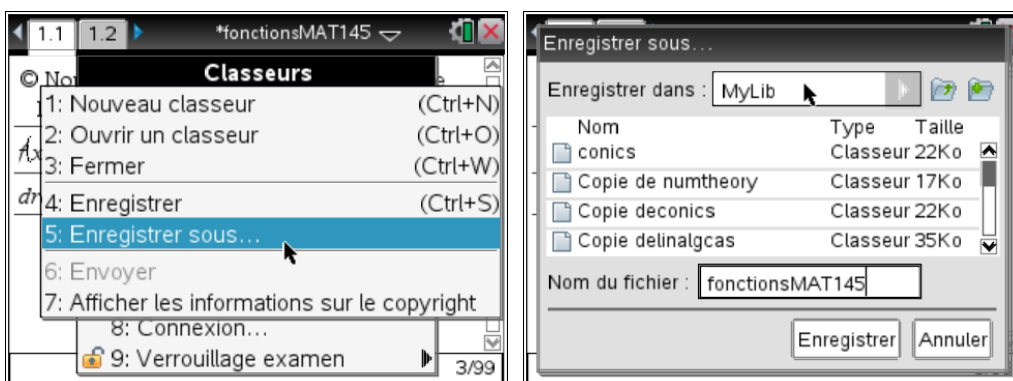 1.1 1.2 *fonctionsMAT145
© No
Classeurs
1: Nouveau classeur (Ctrl+N)
2: Ouvrir un classeur (Ctrl+O)
3: Fermer (Ctrl+W)
4: Enregistrer (Ctrl+S)
5: Enregistrer sous...
6: Envoyer
7: Afficher les informations sur le copyright
8: Connexion...
9: Verrouillage examen
3/99
Enregistrer sous...
Enregistrer dans : MyLib
Nom Type Taille
conics Classeur 22Ko
Copie de numtheory Classeur 17Ko
Copie deconics Classeur 22Ko
Copie delinalgcas Classeur 35Ko
Nom du fichier : fonctionsMAT145
Enregistrer Annuler